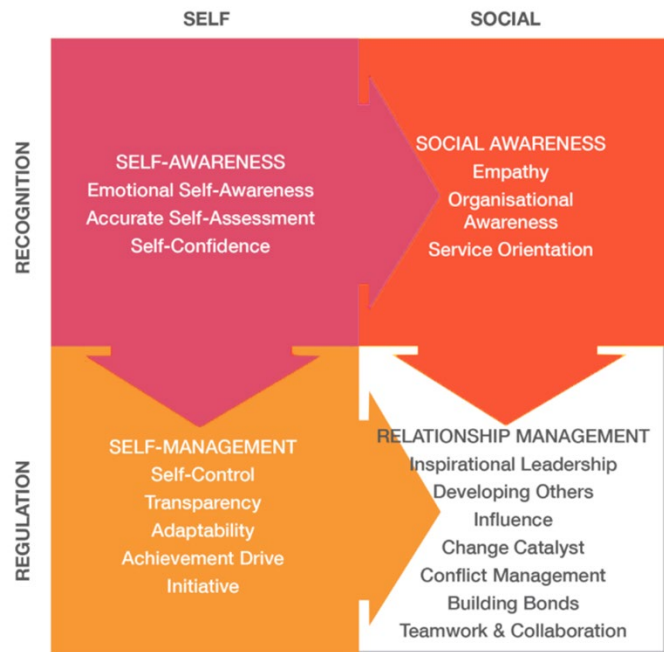 SELF
SOCIAL
RECOGNITION
SELF-AWARENESS
Emotional Self-Awareness
Accurate Self-Assessment
Self-Confidence
SOCIAL AWARENESS
Empathy
Organisational
Awareness
Service Orientation
REGULATION
SELF-MANAGEMENT
Self-Control
Transparency
Adaptability
Achievement Drive
Initiative
RELATIONSHIP MANAGEMENT
Inspirational Leadership
Developing Others
Influence
Change Catalyst
Conflict Management
Building Bonds
Teamwork & Collaboration